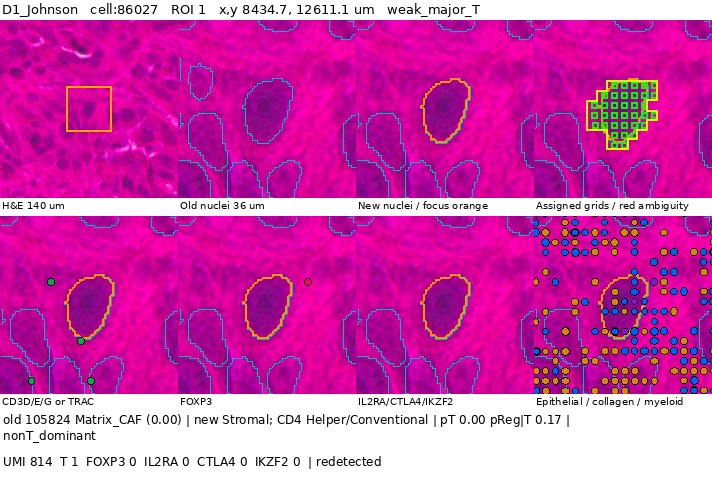 D1_Johnson cell:86027 ROI 1 x,y 8434.7, 12611.1 um weak_major_T
H&E 140 um
Old nuclei 36 um
New nuclei / focus orange
Assigned grids / red ambiguity
CD3D/E/G or TRAC
FOXP3
IL2RA/CTLA4/IKZF2
Epithelial / collagen / myeloid
old 105824 Matrix_CAF (0.00) | new Stromal; CD4 Helper/Conventional | pT 0.00 pReg|T 0.17 |
nonT_dominant
UMI 814 T 1 FOXP3 0 IL2RA 0 CTLA4 0 IKZF2 0 | redetected